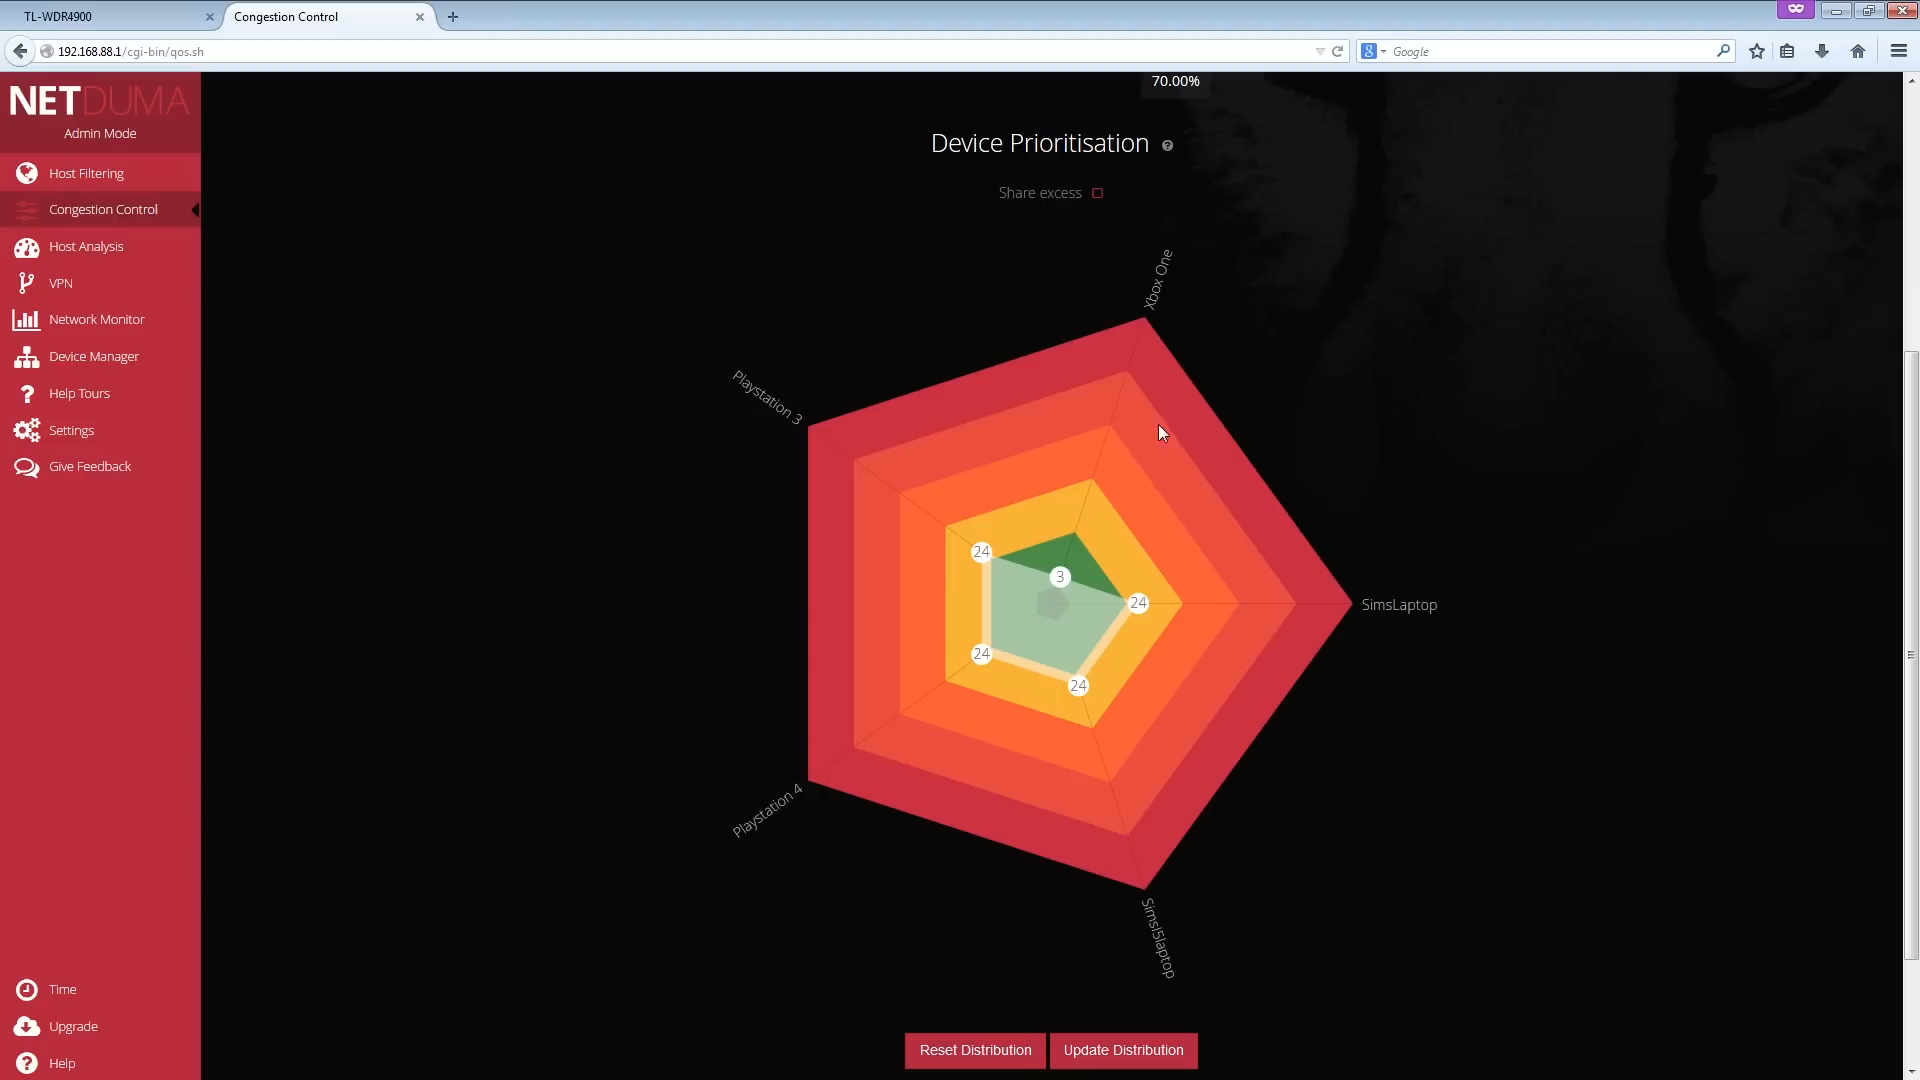 TL-WDR4900
Congestion Control
192.168.88.1/cgi-bin/qos.sh
Google
NETDUMA
Admin Mode
Host Filtering
Congestion Control
Host Analysis
VPN
Network Monitor
Device Manager
Help Tours
Settings
Give Feedback
Time
Upgrade
Help
70.00%
Device Prioritisation
Share excess
Xbox One
Playstation 3
24
3
24
SimsLaptop
24
24
Playstation 4
SimsI5laptop
Reset Distribution
Update Distribution